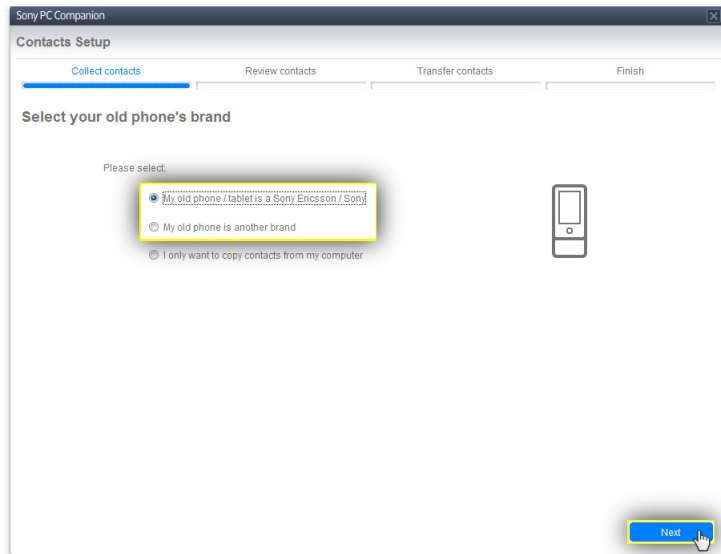 Sony PC Companion
Contacts Setup
Collect contacts Review contacts Transfer contacts Finish
Select your old phone's brand
Please select:
My old phone / tablet is a Sony Ericsson / Sony
My old phone is another brand
I only want to copy contacts from my computer
Next